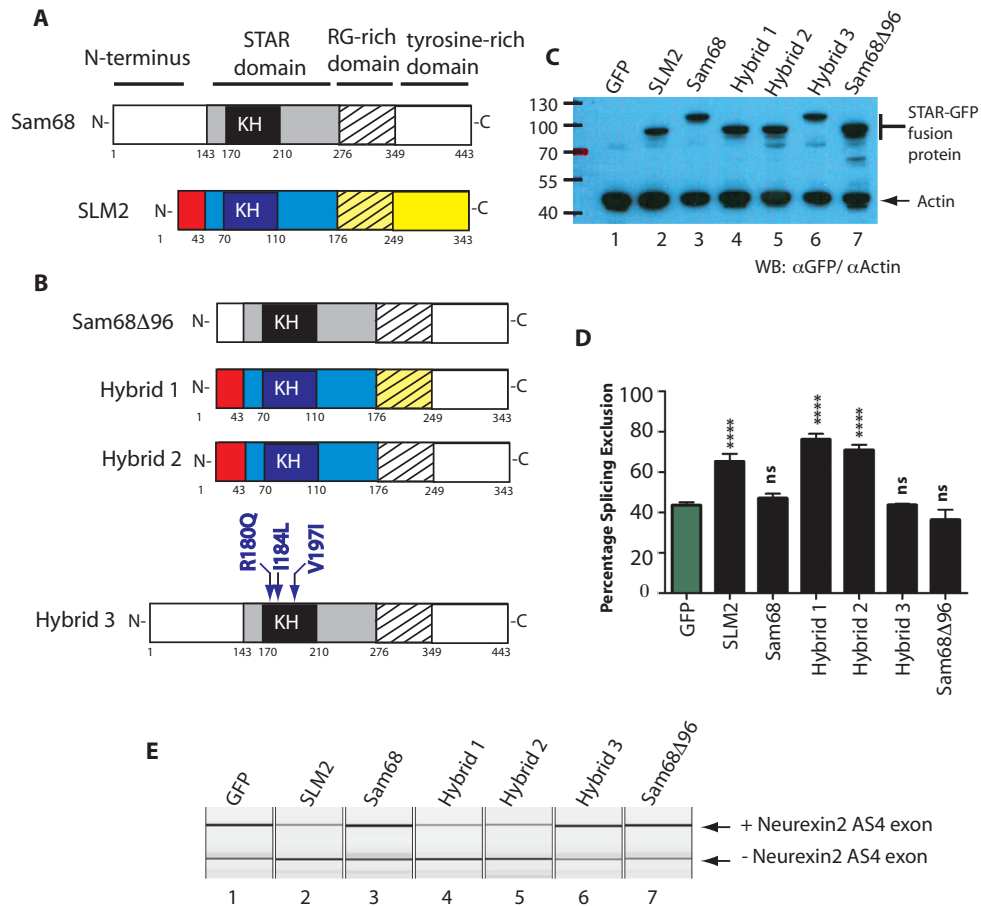 A
N-terminus
STAR
domain
RG-rich
domain
tyrosine-rich
domain
Sam68 N- KH -C
1 143 170 210 276 349 443
SLM2 N- KH -C
1 43 70 110 176 249 343
B
Sam68Δ96 N- KH -C
Hybrid 1 N- KH -C
1 43 70 110 176 249 343
Hybrid 2 N- KH -C
1 43 70 110 176 249 343
R180Q
I184L
V197I
Hybrid 3 N- KH -C
1 143 170 210 276 349 443
C
GFP SLM2 Sam68 Hybrid 1 Hybrid 2 Hybrid 3 Sam68Δ96
130
100
70
55
40
STAR-GFP
fusion
protein
Actin
1 2 3 4 5 6 7
WB: αGFP/ αActin
D
Percentage Splicing Exclusion
100
80
60
40
20
0
**** ns **** **** ns ns
GFP SLM2 Sam68 Hybrid 1 Hybrid 2 Hybrid 3 Sam68Δ96
E
GFP SLM2 Sam68 Hybrid 1 Hybrid 2 Hybrid 3 Sam68Δ96
+ Neurexin2 AS4 exon
- Neurexin2 AS4 exon
1 2 3 4 5 6 7